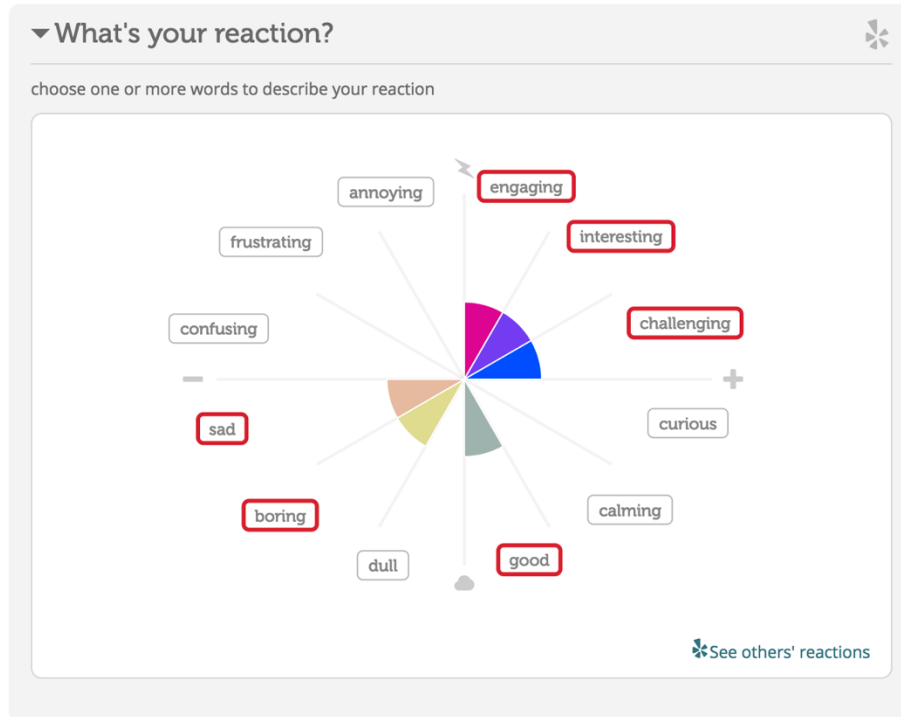 What's your reaction?
choose one or more words to describe your reaction
annoying
engaging
frustrating
interesting
confusing
challenging
sad
curious
boring
calming
dull
good
See others' reactions